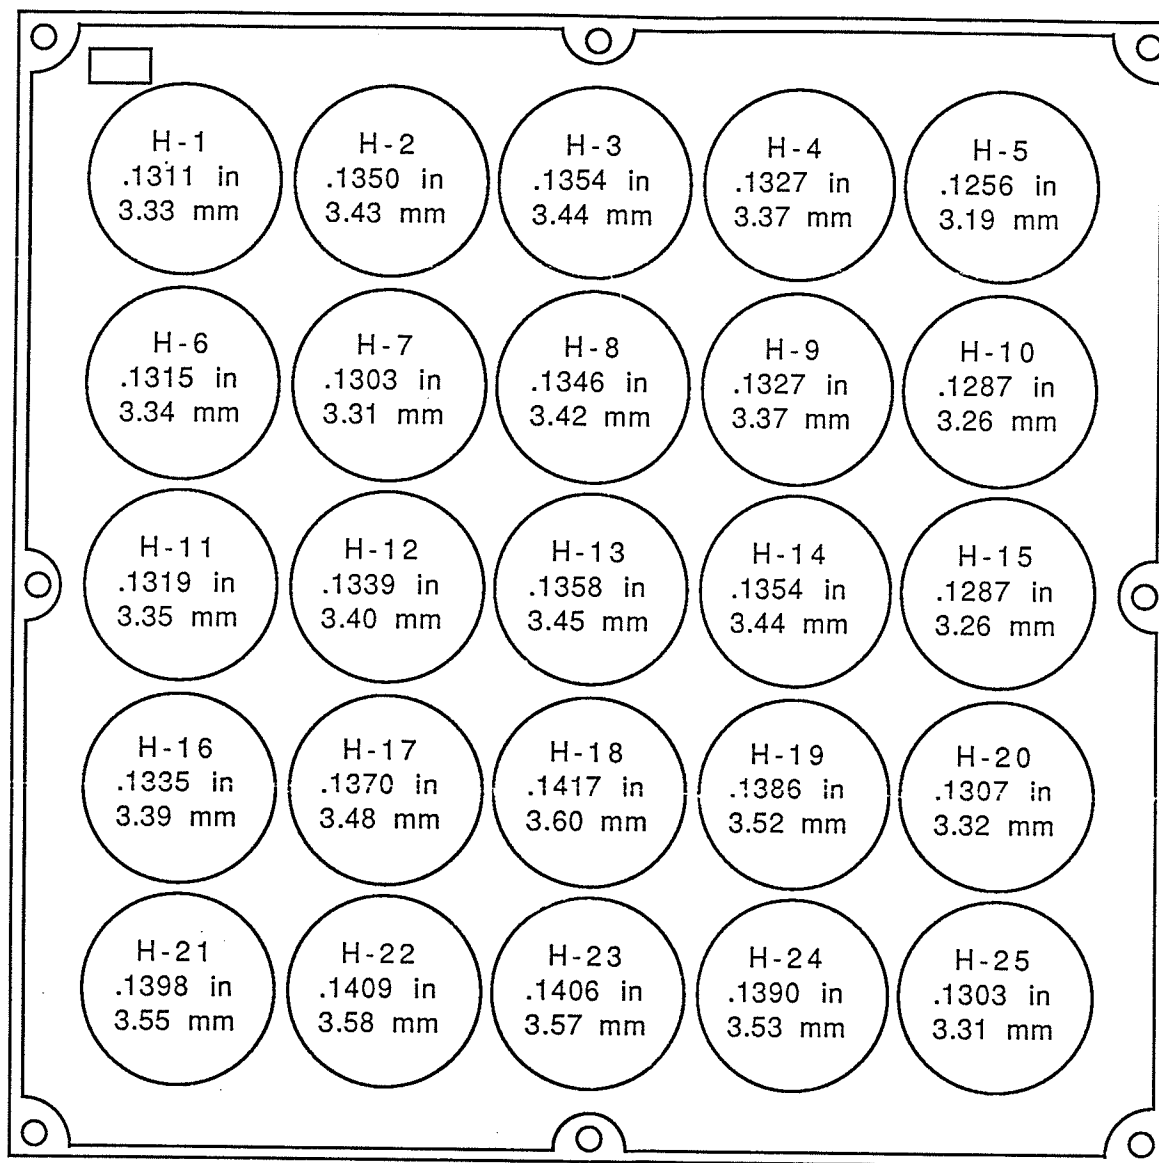 H-1
.1311 in
3.33 mm
H-2
.1350 in
3.43 mm
H-3
.1354 in
3.44 mm
H-4
.1327 in
3.37 mm
H-5
.1256 in
3.19 mm
H-6
.1315 in
3.34 mm
H-7
.1303 in
3.31 mm
H-8
.1346 in
3.42 mm
H-9
.1327 in
3.37 mm
H-10
.1287 in
3.26 mm
H-11
.1319 in
3.35 mm
H-12
.1339 in
3.40 mm
H-13
.1358 in
3.45 mm
H-14
.1354 in
3.44 mm
H-15
.1287 in
3.26 mm
H-16
.1335 in
3.39 mm
H-17
.1370 in
3.48 mm
H-18
.1417 in
3.60 mm
H-19
.1386 in
3.52 mm
H-20
.1307 in
3.32 mm
H-21
.1398 in
3.55 mm
H-22
.1409 in
3.58 mm
H-23
.1406 in
3.57 mm
H-24
.1390 in
3.53 mm
H-25
.1303 in
3.31 mm